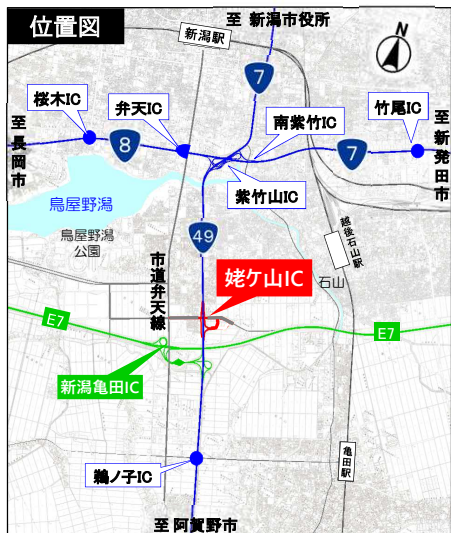 位置図
至 新潟市役所
新潟駅
N
7
桜木IC
弁天IC
南紫竹IC
竹尾IC
至 長岡市
8
7
至 新発田市
紫竹山IC
鳥屋野潟
鳥屋野潟
公園
49
越後石山駅
市道弁天線
姥ケ山IC
石山
E7
E7
新潟亀田IC
亀田駅
鵜ノ子IC
至 阿賀野市